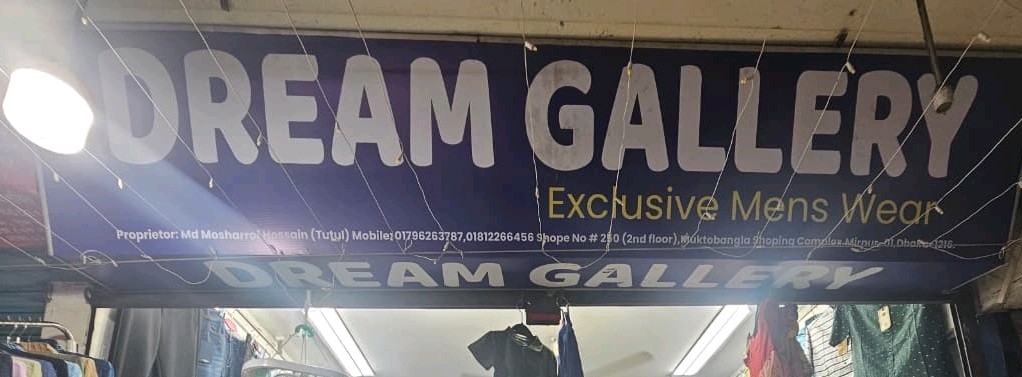 DREAM GALLERY
Exclusive Mens Wear
Proprietor: Md Mosharrof Hossain (Tutul) Mobile: 01796263787,01812266456 Shope No # 250 (2nd floor), Muktobangla Shoping Complex Mirpur-01, Dhaka-1216.
DREAM GALLERY